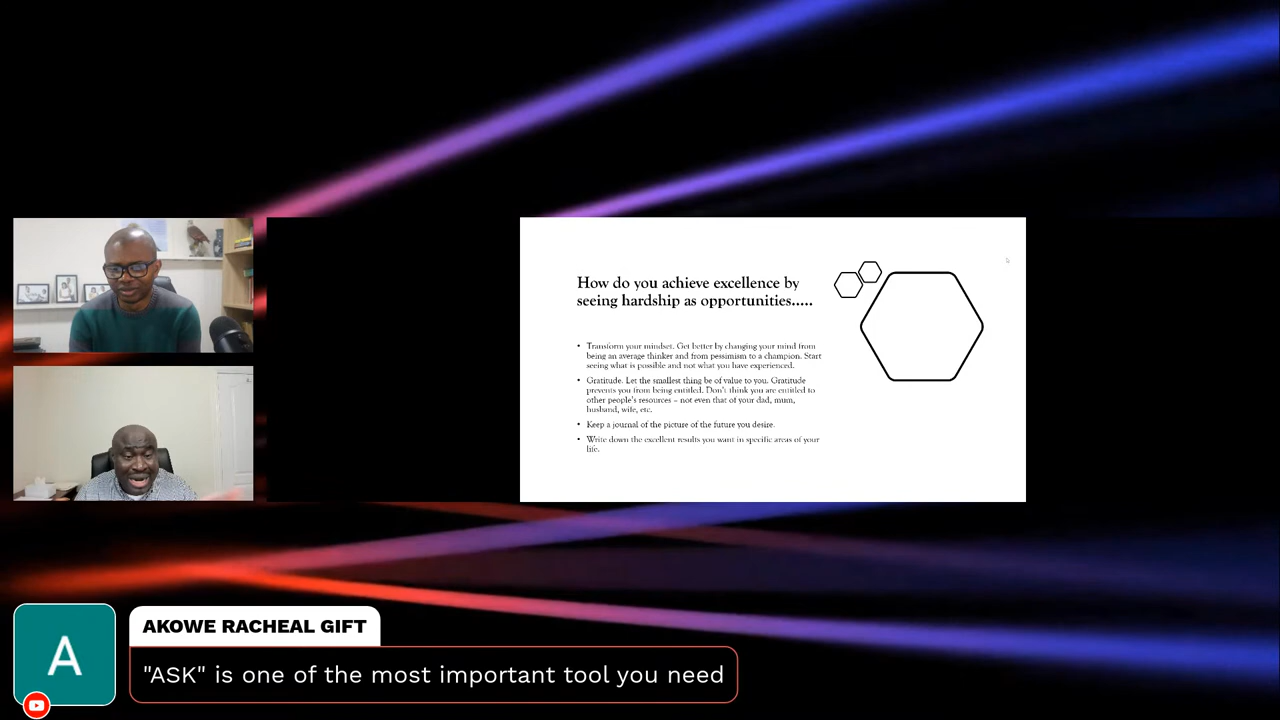 How do you achieve excellence by
seeing hardship as opportunities.....
• Transform your mindset. Get better by changing your mind from
being an average thinker and from pessimism to a champion. Start
seeing what is possible and not what you have experienced.
• Gratitude. Let the smallest thing be of value to you. Gratitude
prevents you from being entitled. Don't think you are entitled to
other people's resources – not even that of your dad, mum,
husband, wife, etc.
• Keep a journal of the picture of the future you desire.
• Write down the excellent results you want in specific areas of your
life.
A
AKOWE RACHEAL GIFT
"ASK" is one of the most important tool you need